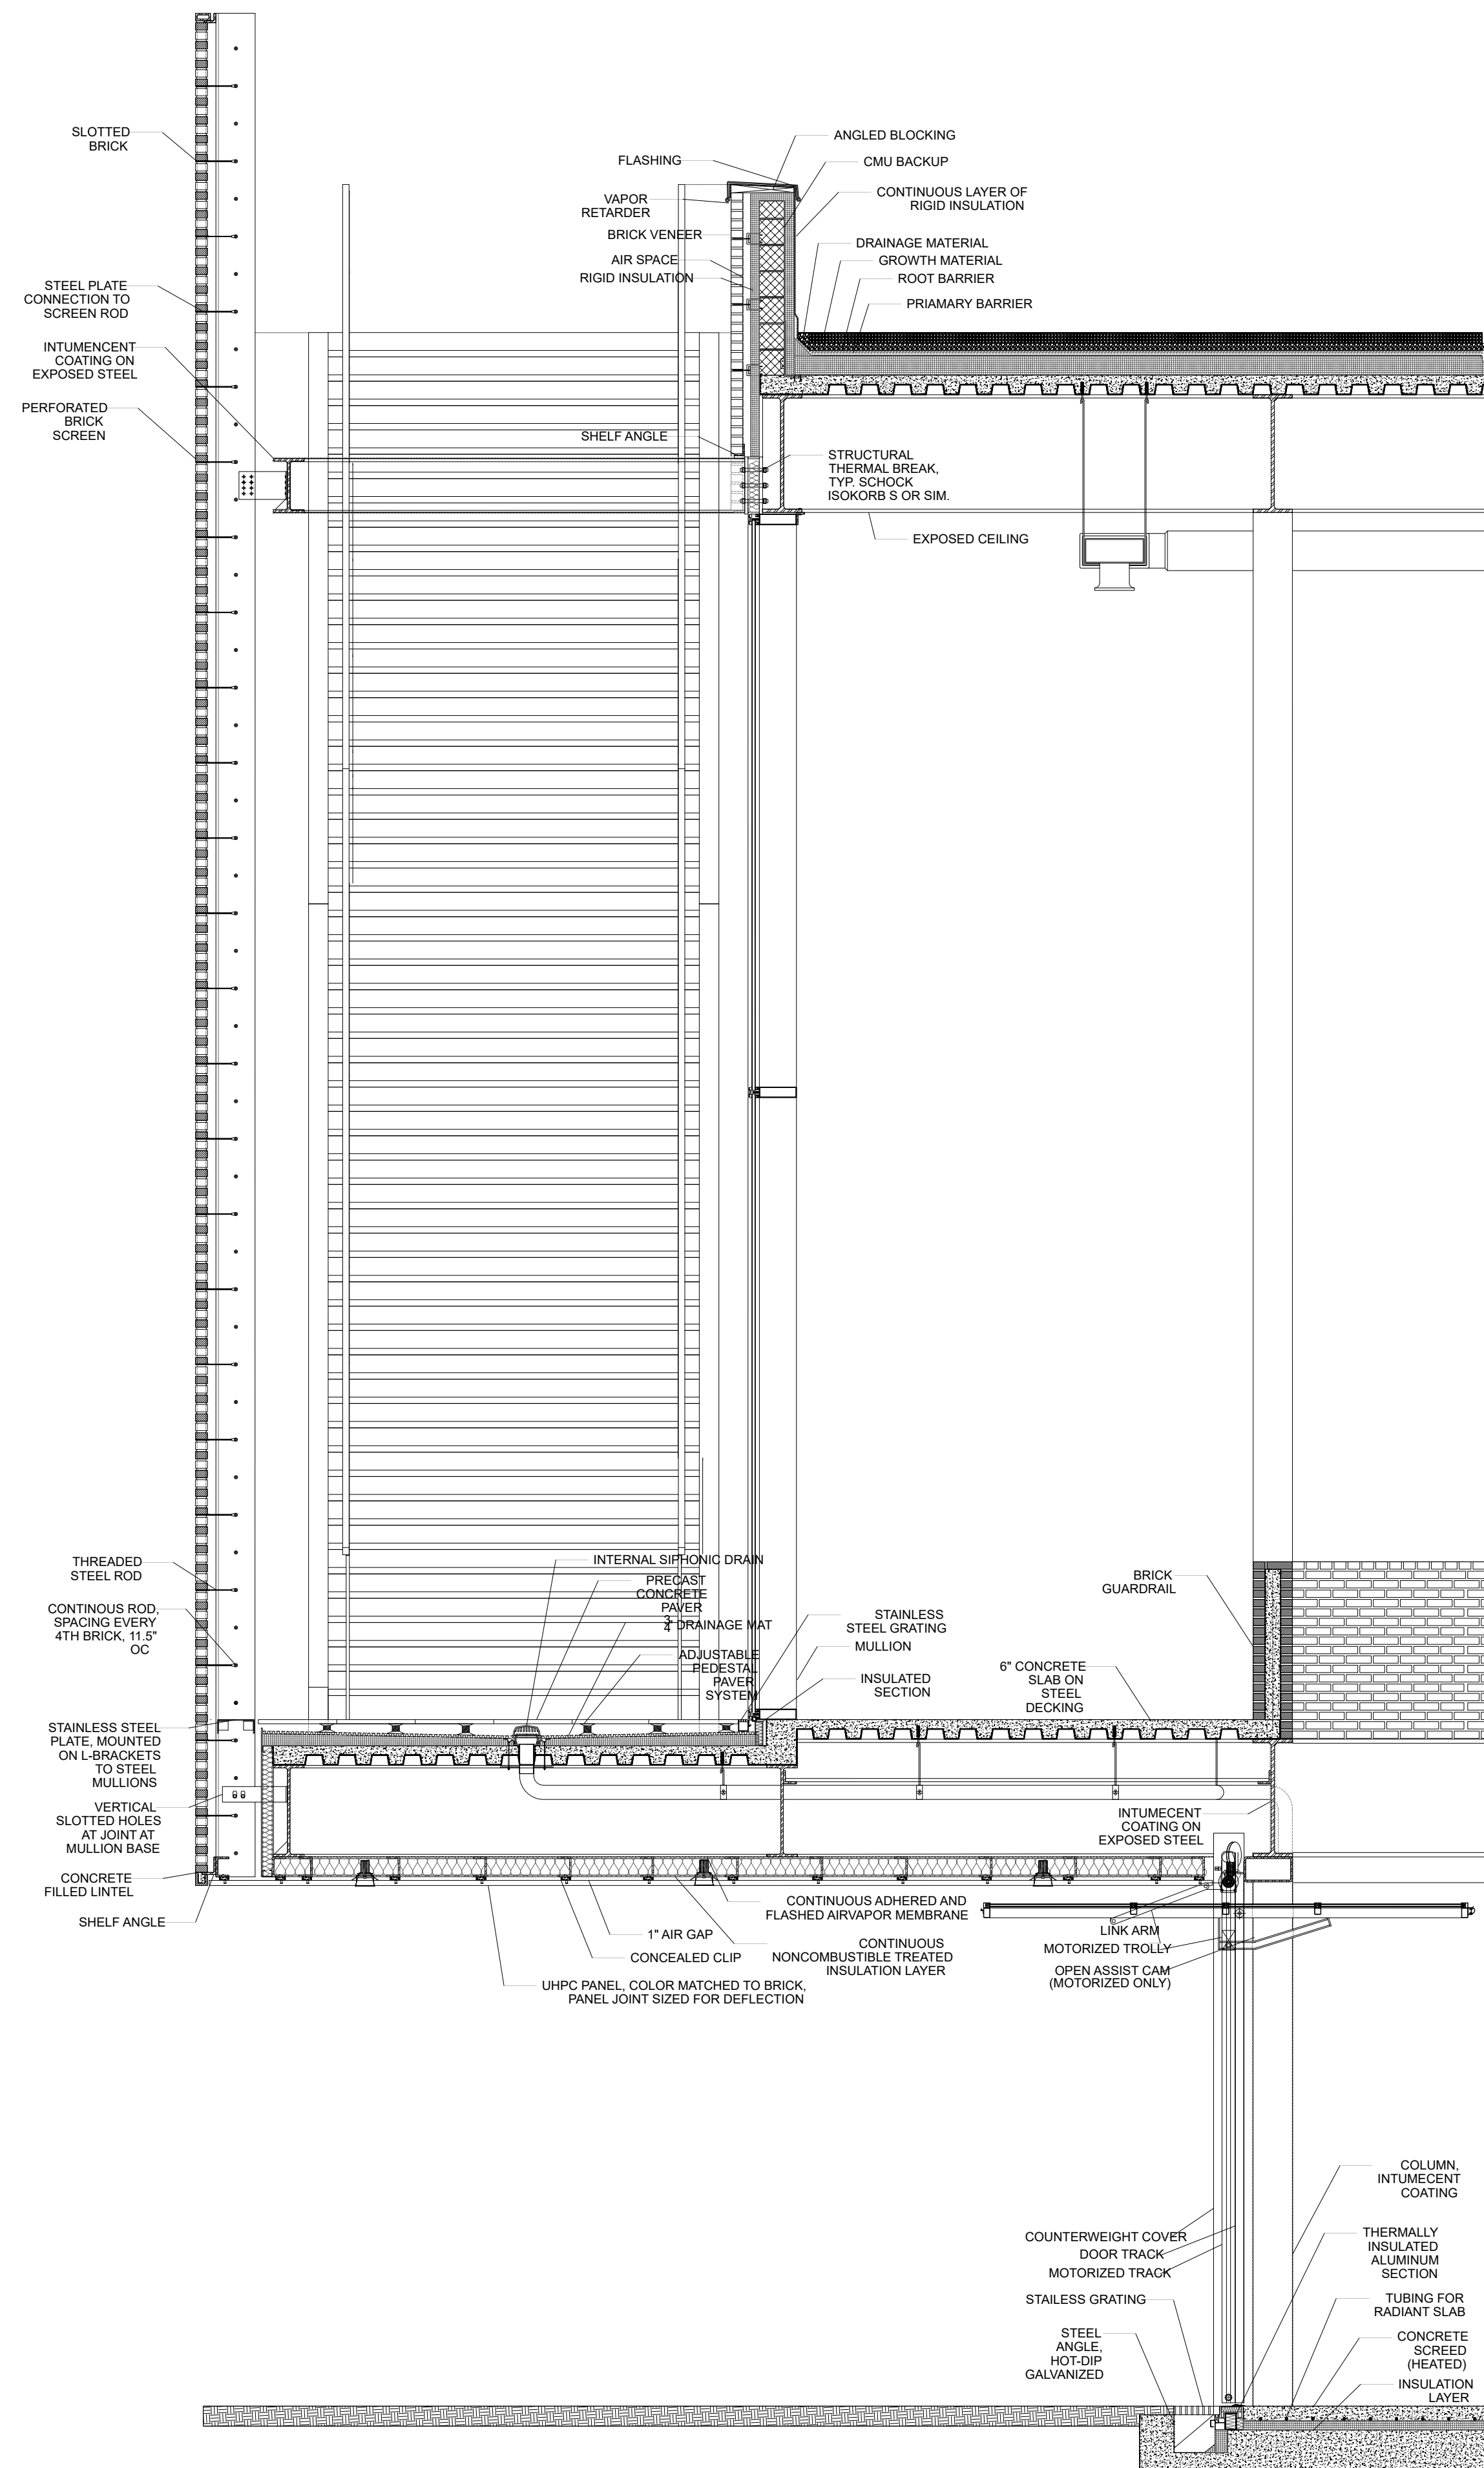 SLOTTED
BRICK
STEEL PLATE
CONNECTION TO
SCREEN ROD
INTUMENCENT
COATING ON
EXPOSED STEEL
PERFORATED
BRICK
SCREEN
FLASHING
VAPOR
RETARDER
BRICK VENEER
AIR SPACE
RIGID INSULATION
SHELF ANGLE
ANGLED BLOCKING
CMU BACKUP
CONTINUOUS LAYER OF
RIGID INSULATION
DRAINAGE MATERIAL
GROWTH MATERIAL
ROOT BARRIER
PRIAMARY BARRIER
STRUCTURAL
THERMAL BREAK,
TYP. SCHOCK
ISOKORB S OR SIM.
EXPOSED CEILING
THREADED
STEEL ROD
CONTINOUS ROD,
SPACING EVERY
4TH BRICK, 11.5"
OC
STAINLESS STEEL
PLATE, MOUNTED
ON L-BRACKETS
TO STEEL
MULLIONS
VERTICAL
SLOTTED HOLES
AT JOINT AT
MULLION BASE
CONCRETE
FILLED LINTEL
SHELF ANGLE
INTERNAL SIPHONIC DRAIN
PRECAST
CONCRETE
PAVER
3/4" DRAINAGE MAT
ADJUSTABLE
PEDESTAL
PAVER
SYSTEM
STAINLESS
STEEL GRATING
MULLION
INSULATED
SECTION
6" CONCRETE
SLAB ON
STEEL
DECKING
BRICK
GUARDRAIL
INTUMECENT
COATING ON
EXPOSED STEEL
CONTINUOUS ADHERED AND
FLASHED AIRVAPOR MEMBRANE
1" AIR GAP
CONCEALED CLIP
CONTINUOUS
NONCOMBUSTIBLE TREATED
INSULATION LAYER
UHPC PANEL, COLOR MATCHED TO BRICK,
PANEL JOINT SIZED FOR DEFLECTION
LINK ARM
MOTORIZED TROLLY
OPEN ASSIST CAM
(MOTORIZED ONLY)
COLUMN,
INTUMECENT
COATING
COUNTERWEIGHT COVER
DOOR TRACK
MOTORIZED TRACK
STAILESS GRATING
STEEL
ANGLE,
HOT-DIP
GALVANIZED
THERMALLY
INSULATED
ALUMINUM
SECTION
TUBING FOR
RADIANT SLAB
CONCRETE
SCREED
(HEATED)
INSULATION
LAYER